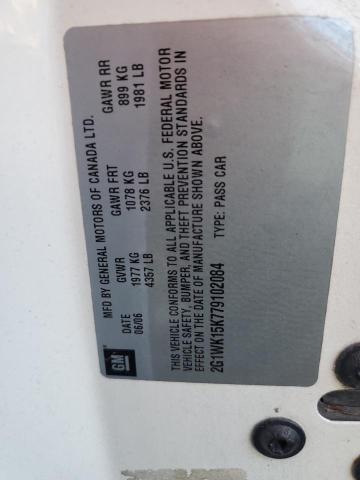 GM
MFD BY GENERAL MOTORS OF CANADA LTD.
DATE GVWR GAWR FRT GAWR RR
06/06 1977 KG 1078 KG 899 KG
4357 LB 2376 LB 1981 LB
THIS VEHICLE CONFORMS TO ALL APPLICABLE U.S. FEDERAL MOTOR
VEHICLE SAFETY, BUMPER, AND THEFT PREVENTION STANDARDS IN
EFFECT ON THE DATE OF MANUFACTURE SHOWN ABOVE.
2G1WK15K779102084 TYPE: PASS CAR